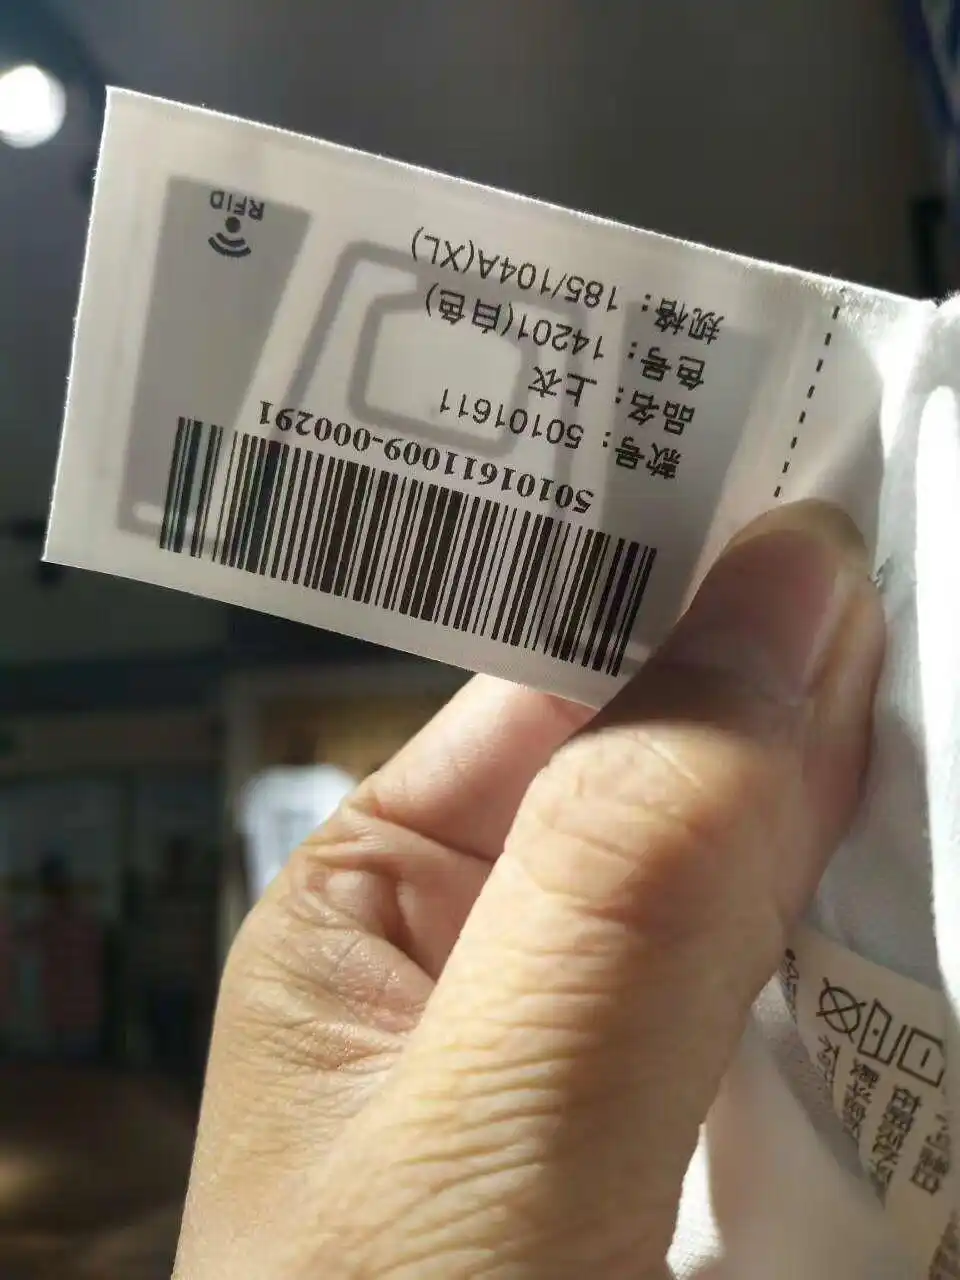 50101611009-000291
款号：50101611
品名：上衣
色号：14201(白色)
规格：185/104A(XL)
RFID